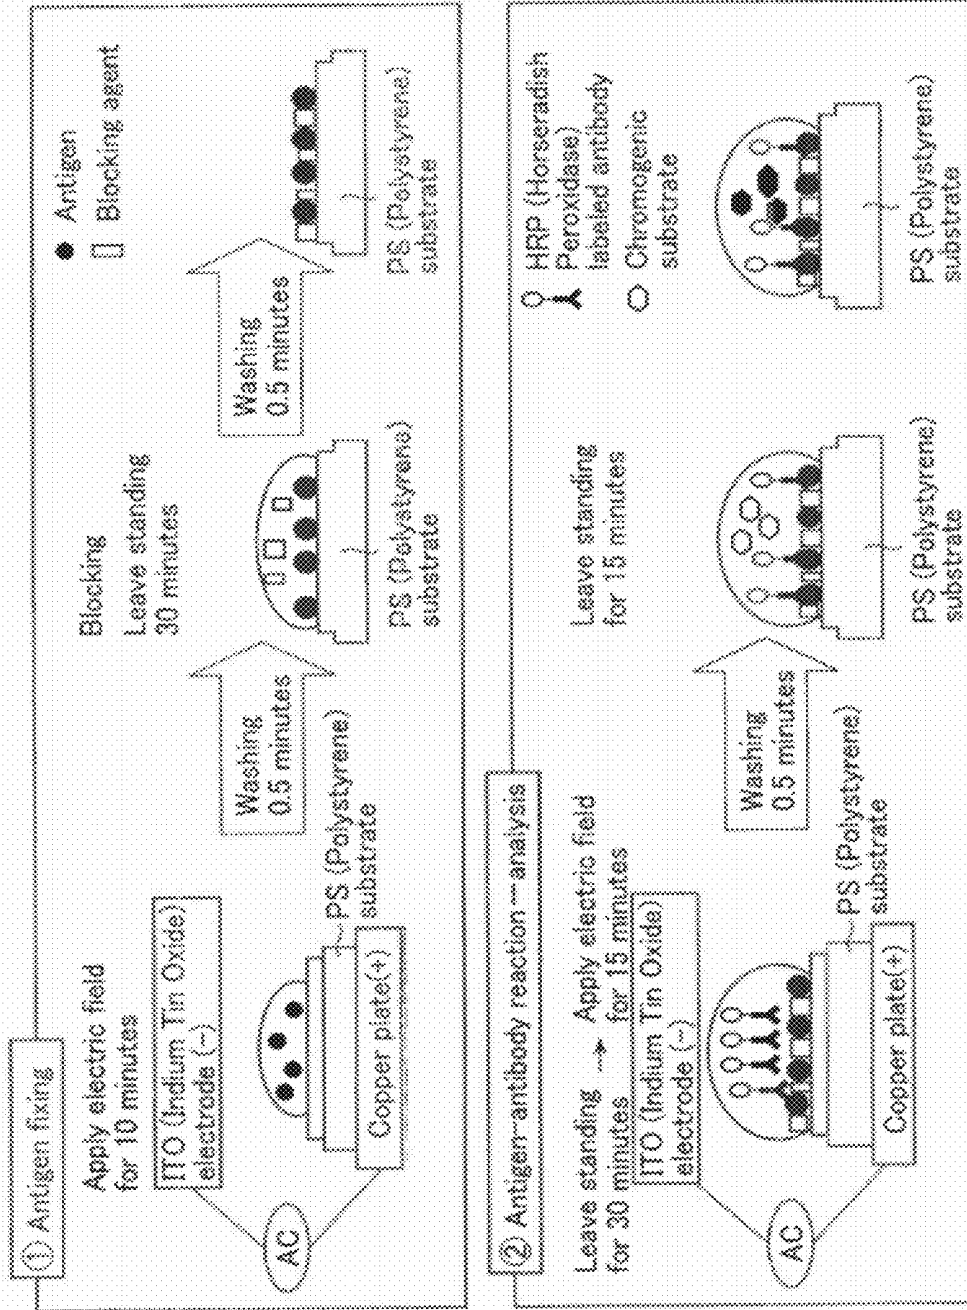 ① Antigen fixing
Apply electric field
for 10 minutes
ITO (Indium Tin Oxide)
electrode (−)
AC
Copper plate(+)
PS (Polystyrene)
substrate
Washing
0.5 minutes
Blocking
Leave standing
30 minutes
PS (Polystyrene)
substrate
Washing
0.5 minutes
Antigen
Blocking agent
PS (Polystyrene)
substrate
② Antigen-antibody reaction—analysis
Leave standing → Apply electric field
for 30 minutes for 15 minutes
ITO (Indium Tin Oxide)
electrode (−)
AC
Copper plate(+)
PS (Polystyrene)
substrate
Washing
0.5 minutes
Leave standing
for 15 minutes
PS (Polystyrene)
substrate
HRP (Horseradish
Peroxidase)
labeled antibody
Chromogenic
substrate
PS (Polystyrene)
substrate